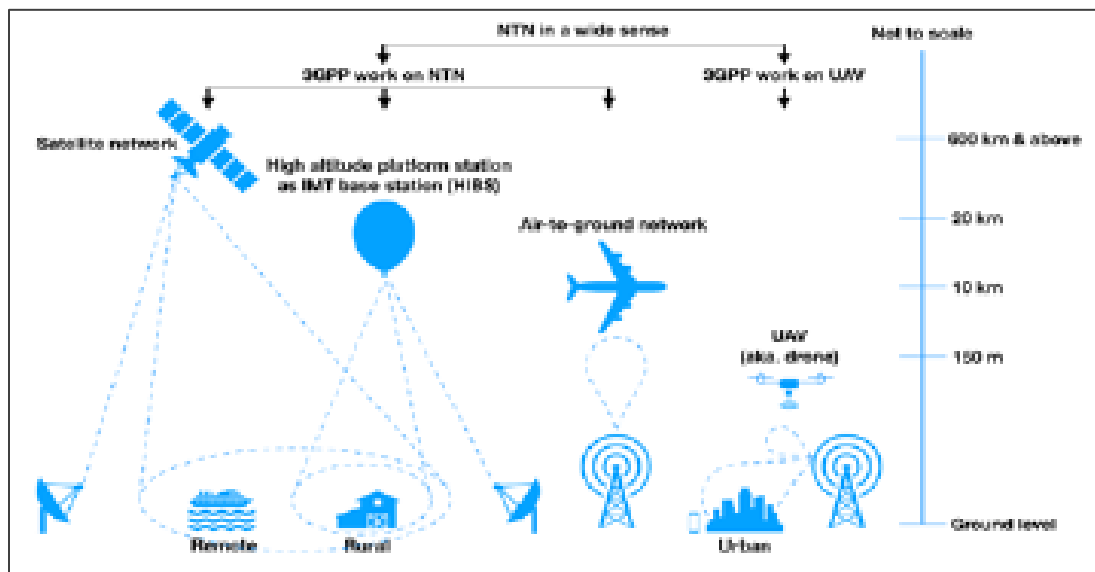 NTN in a wide sense
Not to scale
3GPP work on NTN
3GPP work on UAV
Satellite network
600 km & above
High altitude platform station
as IMT base station (HIBS)
20 km
Air-to-ground network
10 km
UAV
(aka. drone)
150 m
Ground level
Remote
Rural
Urban